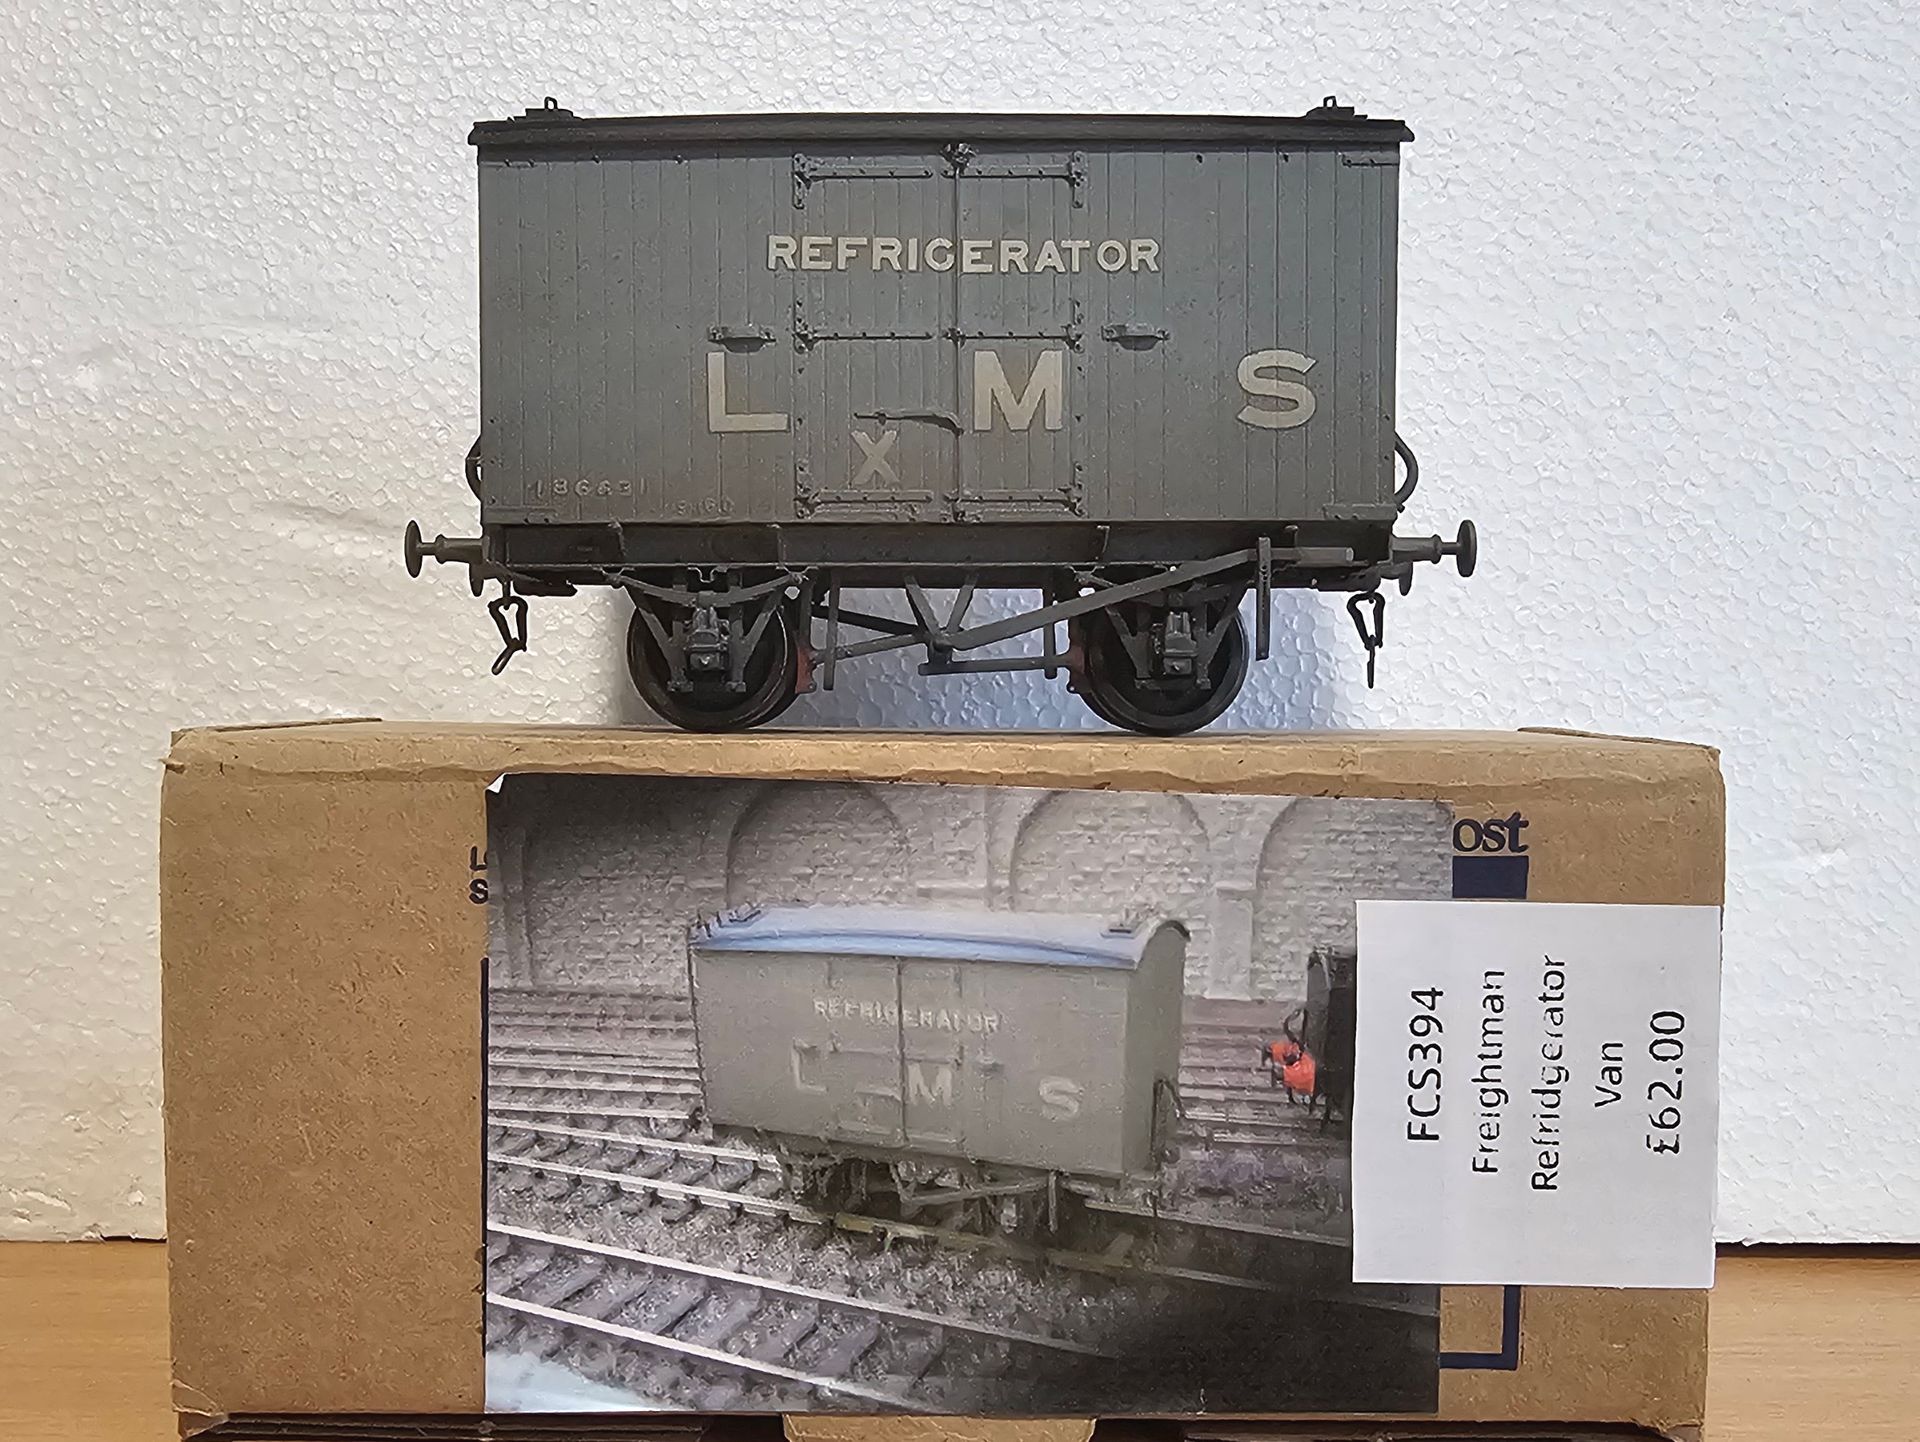 REFRIGERATOR
L M S
X
ost
REFRIGERATOR
L M S
FCS394
Freightman
Refridgerator
Van
£62.00